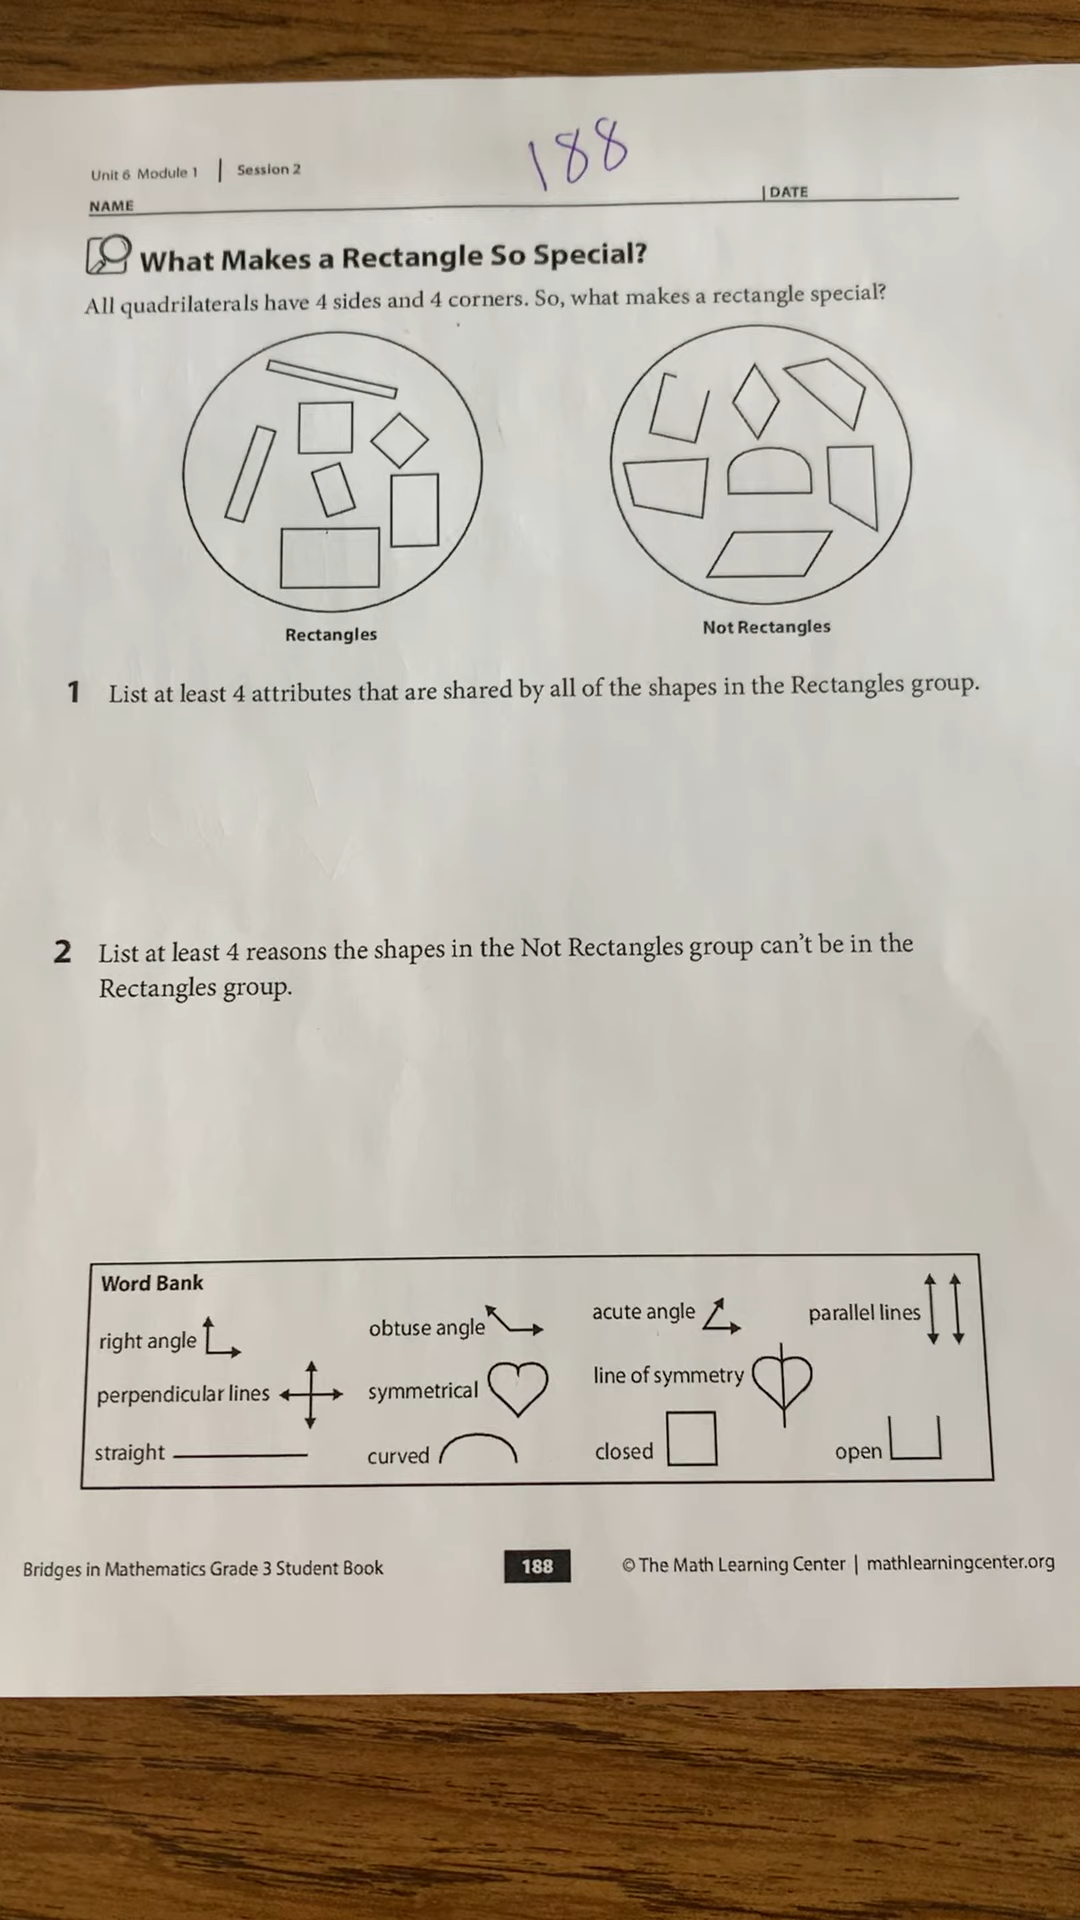 188
Unit 6 Module 1 | Session 2
NAME | DATE
What Makes a Rectangle So Special?
All quadrilaterals have 4 sides and 4 corners. So, what makes a rectangle special?
Rectangles Not Rectangles
1 List at least 4 attributes that are shared by all of the shapes in the Rectangles group.
2 List at least 4 reasons the shapes in the Not Rectangles group can’t be in the
Rectangles group.
Word Bank
right angle obtuse angle acute angle parallel lines
perpendicular lines symmetrical line of symmetry
straight curved closed open
Bridges in Mathematics Grade 3 Student Book 188 © The Math Learning Center | mathlearningcenter.org